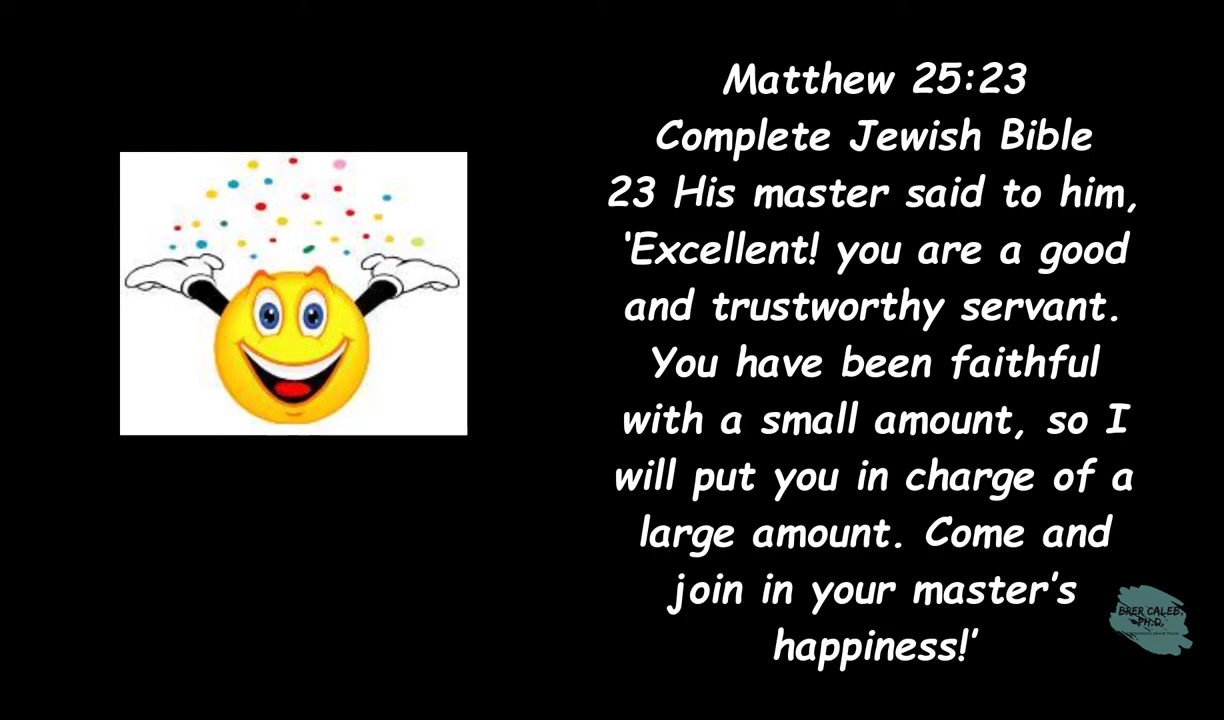 Matthew 25:23
Complete Jewish Bible
23 His master said to him,
‘Excellent! you are a good
and trustworthy servant.
You have been faithful
with a small amount, so I
will put you in charge of a
large amount. Come and
join in your master’s
happiness!’
BRER CALEB,
PH.D.